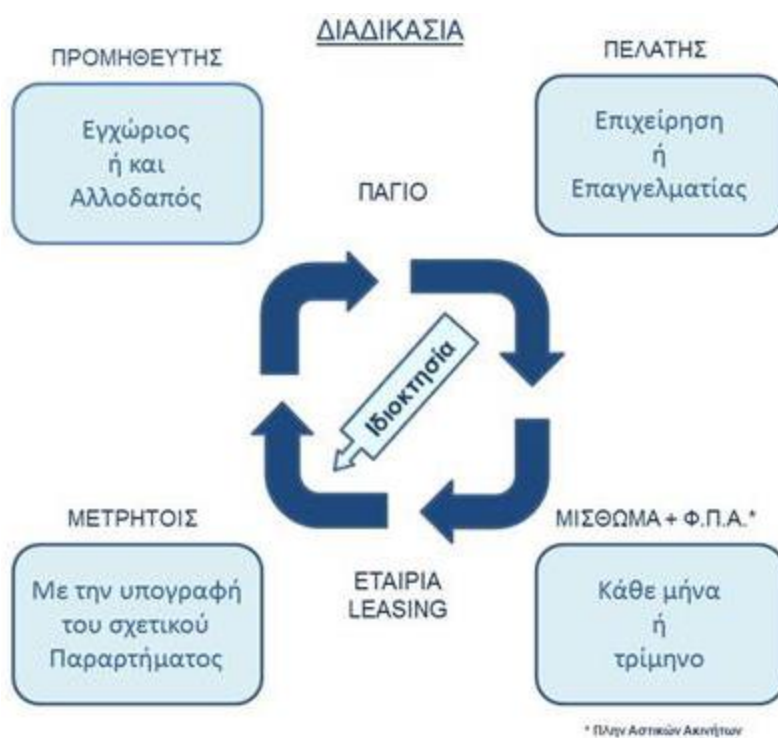 ΔΙΑΔΙΚΑΣΙΑ
ΠΡΟΜΗΘΕΥΤΗΣ
Εγχώριος
ή και
Αλλοδαπός
ΠΕΛΑΤΗΣ
Επιχείρηση
ή
Επαγγελματίας
ΠΑΓΙΟ
Ιδιοκτησία
ΜΕΤΡΗΤΟΙΣ
Με την υπογραφή
του σχετικού
Παραρτήματος
ΕΤΑΙΡΙΑ
LEASING
ΜΙΣΘΩΜΑ + Φ.Π.Α.*
Κάθε μήνα
ή
τρίμηνο
* Πλην Αστικών Ακινήτων